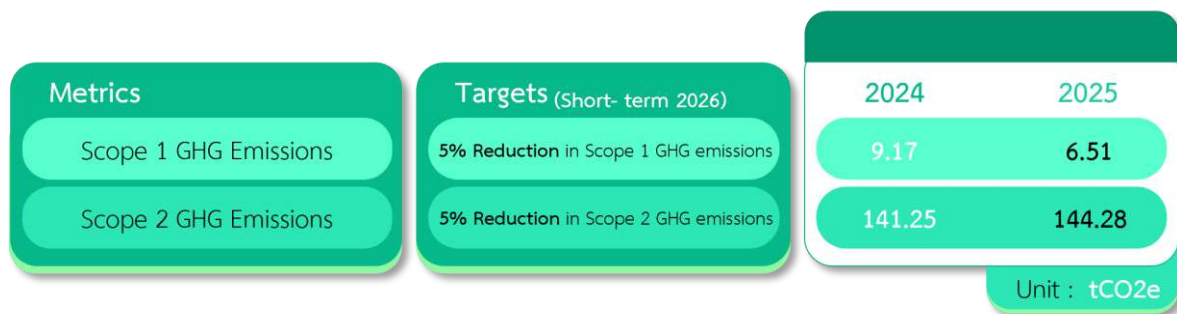 Metrics
Scope 1 GHG Emissions
Scope 2 GHG Emissions
Targets (Short- term 2026)
5% Reduction in Scope 1 GHG emissions
5% Reduction in Scope 2 GHG emissions
2024 2025
9.17 6.51
141.25 144.28
Unit : tCO2e